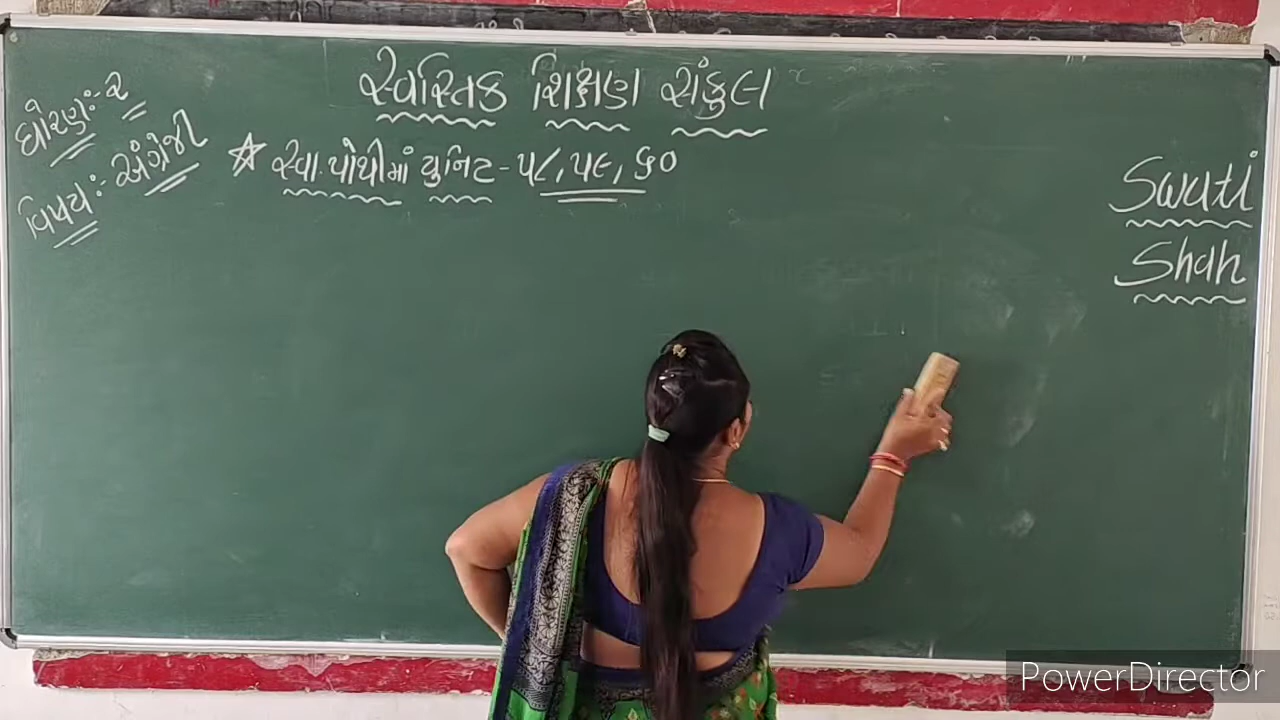 સ્વસ્તિક શિક્ષણ સંકુલ
ધોરણઃ- ૨
વિષયઃ- અંગ્રેજી
☆ સ્વા. પોથીમાં યુનિટ - ૫૮, ૫૯, ૬૦
Swati
Shah
PowerDirector